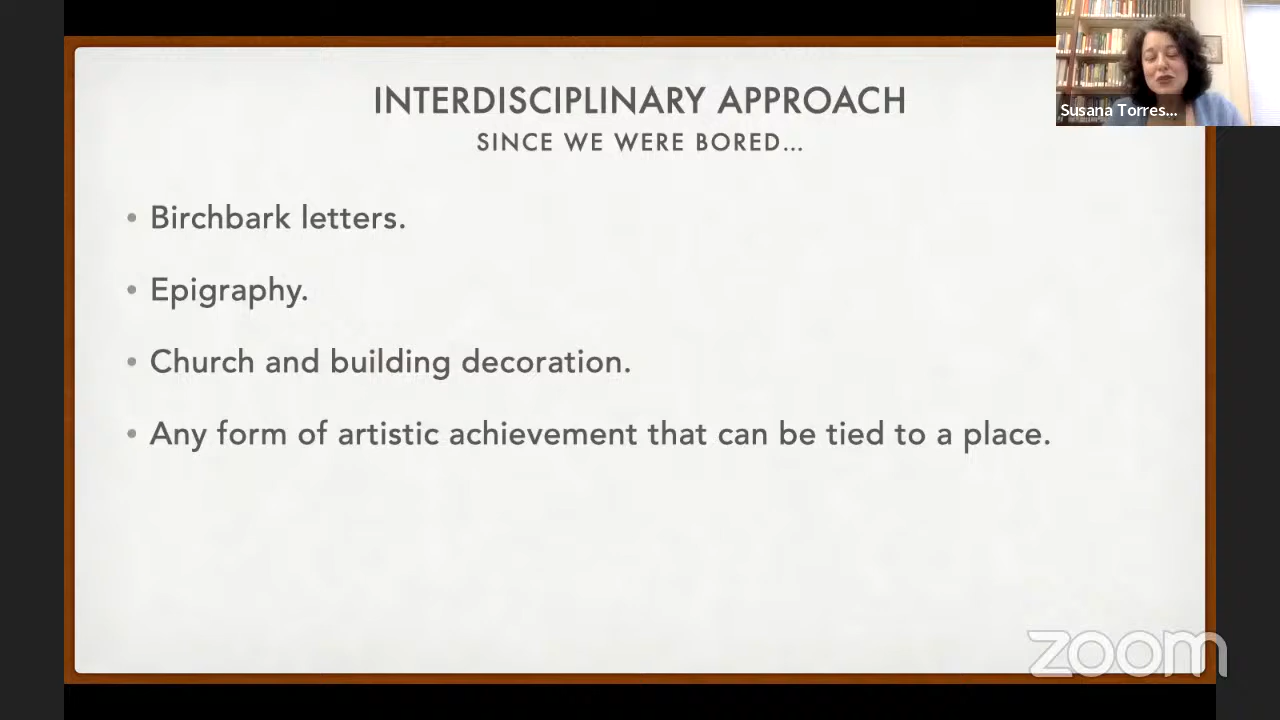 INTERDISCIPLINARY APPROACH
SINCE WE WERE BORED...
Susana Torres...
• Birchbark letters.
• Epigraphy.
• Church and building decoration.
• Any form of artistic achievement that can be tied to a place.
zoom